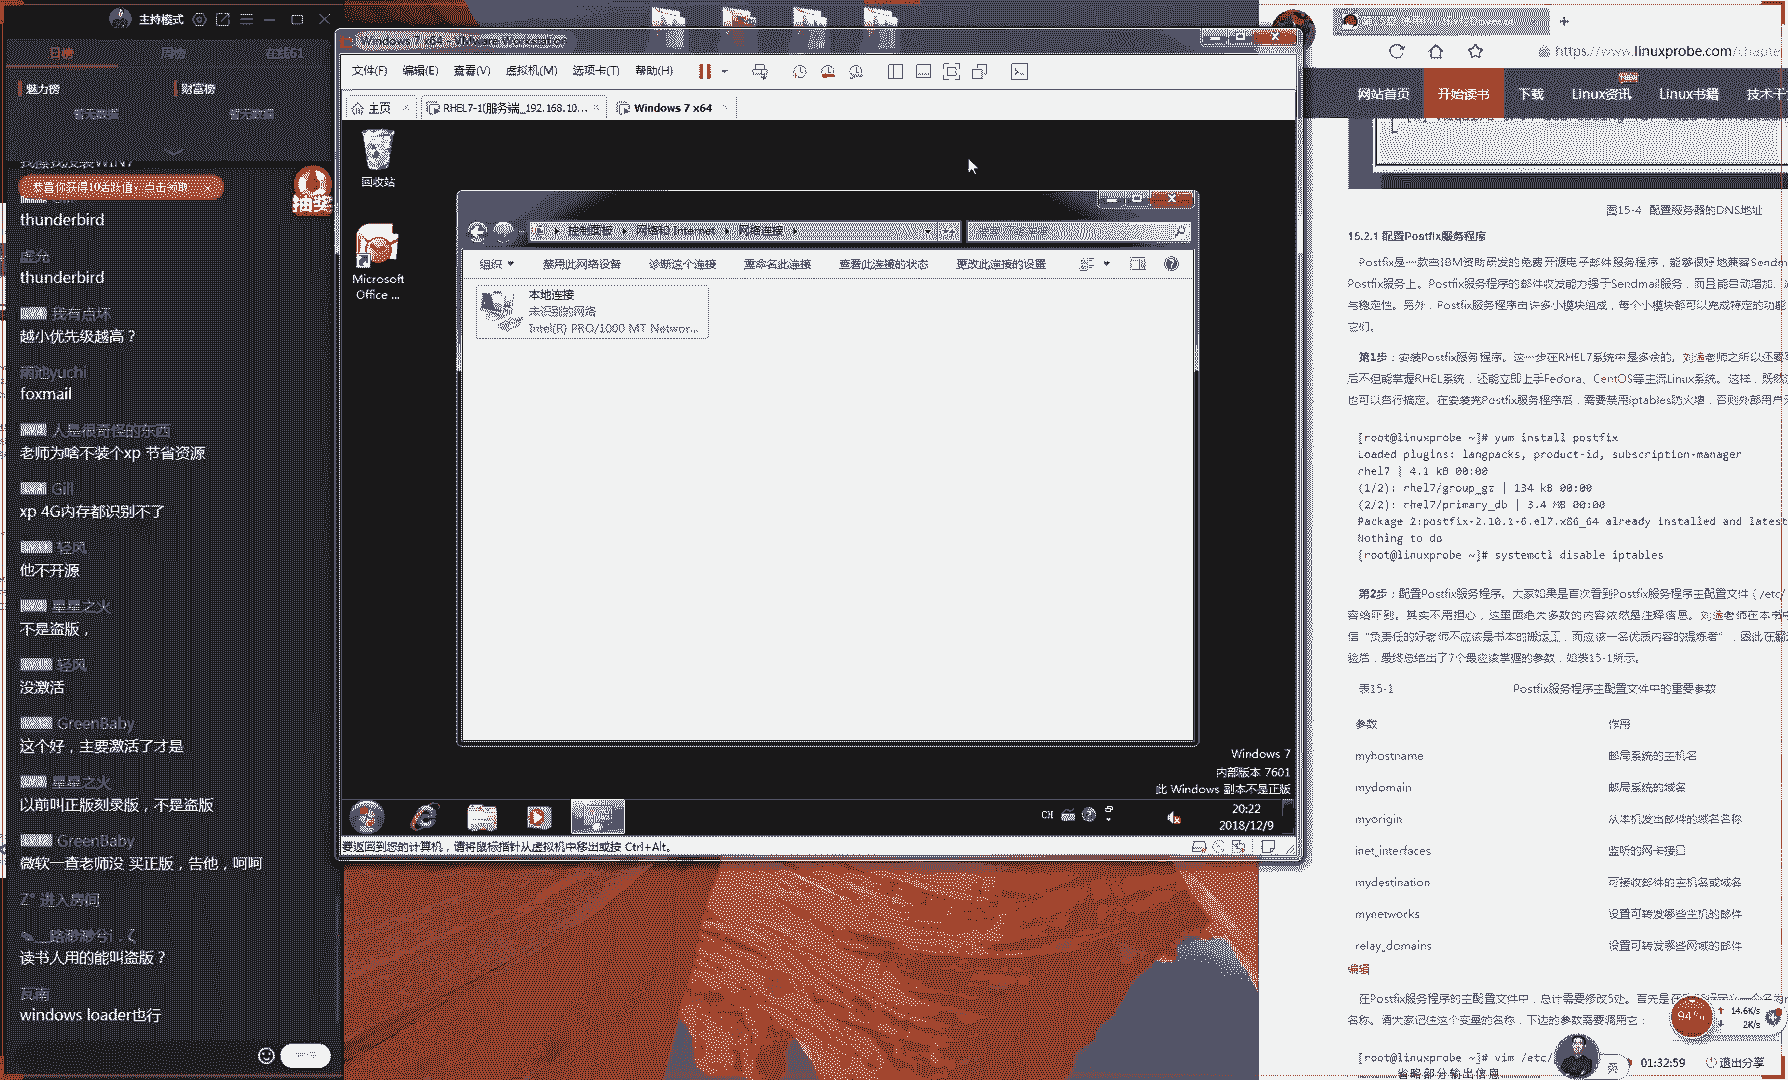 主持模式
日榜
在线61
魅力榜
财富榜
暂无数据
暂无数据
恭喜你获得10活跃值，点击领取
抽奖
thunderbird
虚允
thunderbird
我有点坏
越小优先级越高？
雨池yuchi
foxmail
人是很奇怪的东西
老师为啥不装个xp 节省资源
Gill
xp 4G内存都识别不了
轻风
他不开源
星星之火
不是盗版，
轻风
没激活
GreenBaby
这个好，主要激活了才是
星星之火
以前叫正版刻录版，不是盗版
GreenBaby
微软一查老师没 买正版，告他，呵呵
Z° 进入房间
读书人用的能叫盗版？
瓦南
windows loader也行
Windows 7 x64 - VMware Workstation
文件(F) 编辑(E) 查看(V) 虚拟机(M) 选项卡(T) 帮助(H)
主页
RHEL7-1(服务端_192.168.10...
Windows 7 x64
回收站
Microsoft Office ...
控制面板 网络和 Internet 网络连接
组织 禁用此网络设备 诊断这个连接 重命名此连接 查看此连接的状态 更改此连接的设置
本地连接
未识别的网络
Intel(R) PRO/1000 MT Networ...
Windows 7
内部版本 7601
此 Windows 副本不是正版
CH
20:22
2018/12/9
要返回到您的计算机，请将鼠标指针从虚拟机中移出或按 Ctrl+Alt。
https://www.linuxprobe.com/chapte
网站首页 开始读书 下载 Linux资讯 Linux书籍 技术干
图15-4 配置服务器的DNS地址
15.2.1 配置Postfix服务程序
Postfix是一款由IBM资助研发的免费开源电子邮件服务程序，能够很好地兼容Sendm
Postfix服务上。Postfix服务程序的邮件收发能力强于Sendmail服务，而且能自动增加、
与稳定性。另外，Postfix服务程序由许多小模块组成，每个小模块都可以完成特定的功能
它们。
第1步：安装Postfix服务程序。这一步在RHEL7系统中是多余的。刘遄老师之所以还要
后不但能掌握RHEL系统，还能立即上手Fedora、CentOS等主流Linux系统。这样，既然
也可以自行搞定。在安装完Postfix服务程序后，需要禁用iptables防火墙，否则外部用户
[root@linuxprobe ~]# yum install postfix
Loaded plugins: langpacks, product-id, subscription-manager
rhel7 | 4.1 kB 00:00
(1/2): rhel7/group_gz | 134 kB 00:00
(2/2): rhel7/primary_db | 3.4 MB 00:00
Package 2:postfix-2.10.1-6.el7.x86_64 already installed and latest
Nothing to do
[root@linuxprobe ~]# systemctl disable iptables
第2步：配置Postfix服务程序。大家如果是首次看到Postfix服务程序主配置文件（/etc/
容给吓到。其实不用担心，这里面绝大多数的内容依然是注释信息。刘遄老师在本书中
信“负责任的好老师不应该是书本的搬运工，而应该一名优质内容的提炼者”，因此在翻
验后，最终总结出了7个最应该掌握的参数，如表15-1所示。
表15-1 Postfix服务程序主配置文件中的重要参数
参数 作用
myhostname 邮局系统的主机名
mydomain 邮局系统的域名
myorigin 从本机发出邮件的域名名称
inet_interfaces 监听的网卡接口
mydestination 可接收邮件的主机名或域名
mynetworks 设置可转发哪些主机的邮件
relay_domains 设置可转发哪些网域的邮件
编辑
在Postfix服务程序的主配置文件中，总计需要修改5处。首先是在
名称。请大家记住这个变量的名称，下边的参数需要调用它：
[root@linuxprobe ~]# vim /etc/
省略部分输出信息
94%
14.6K/s
2K/s
英
01:32:59
退出分享